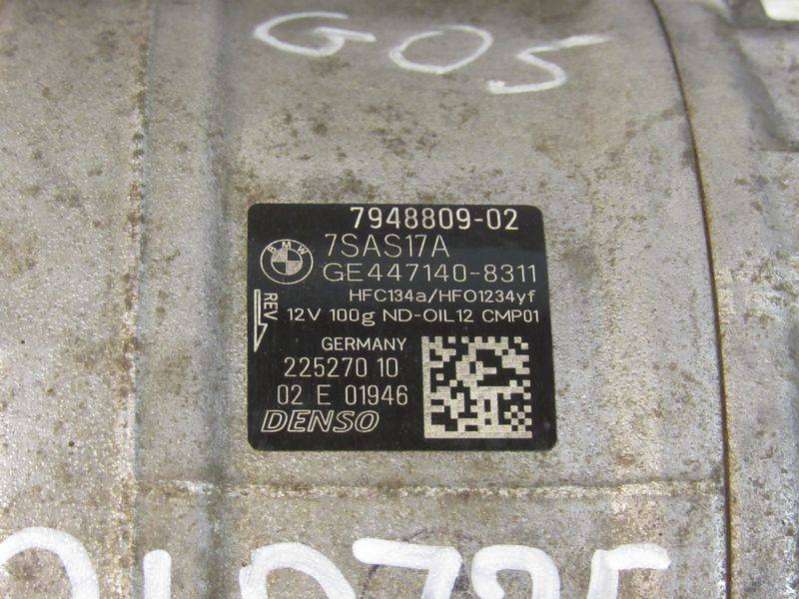 G05
7948809-02
BMW
7SAS17A
GE447140-8311
HFC134a/HFO1234yf
REV
12V 100g ND-OIL12 CMP01
GERMANY
225270 10
02 E 01946
DENSO